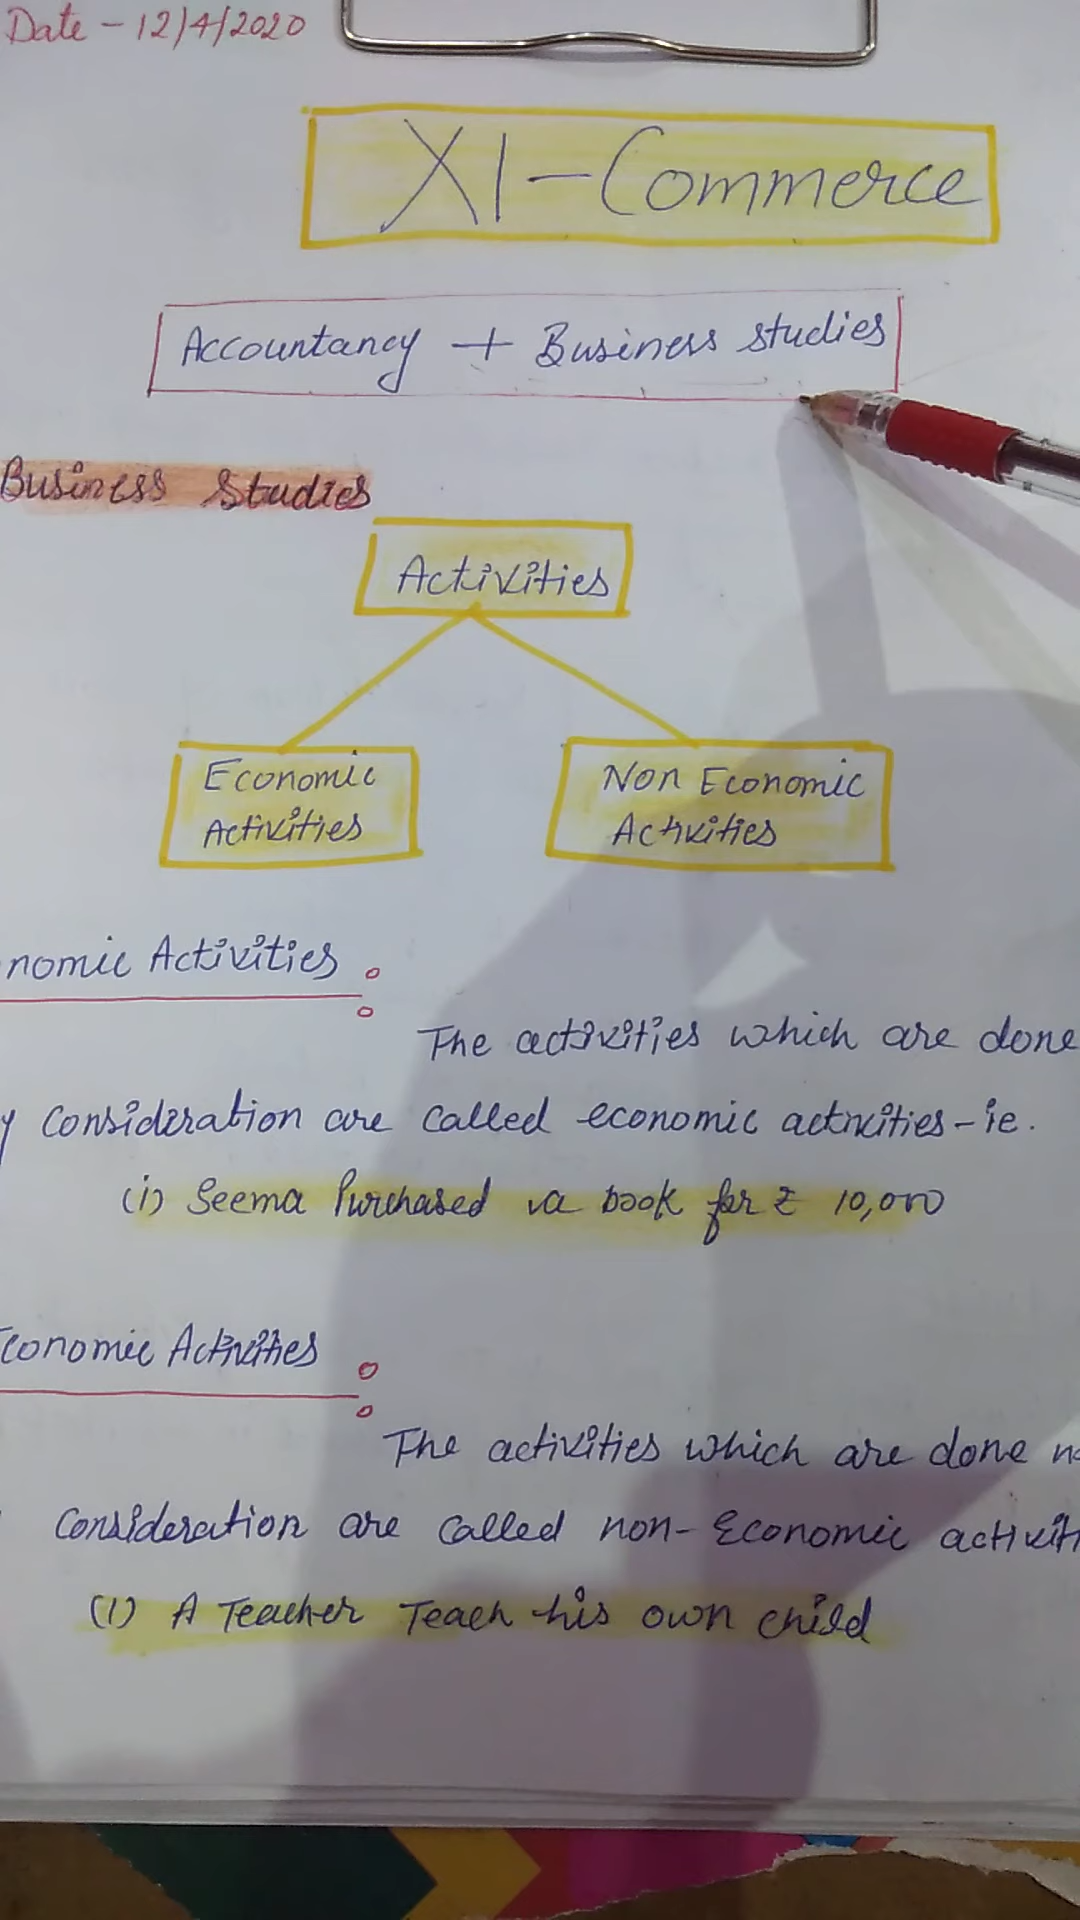 Date - 12/4/2020
XI - Commerce
Accountancy + Business studies
Business Studies
Activities
Economic
Activities
Non Economic
Activities
nomic Activities :
The activities which are done
y consideration are called economic activities - ie.
(i) Seema Purchased a book for ₹ 10,000
conomic Activities :
The activities which are done
consideration are called non- Economic activit
(1) A Teacher Teach his own child